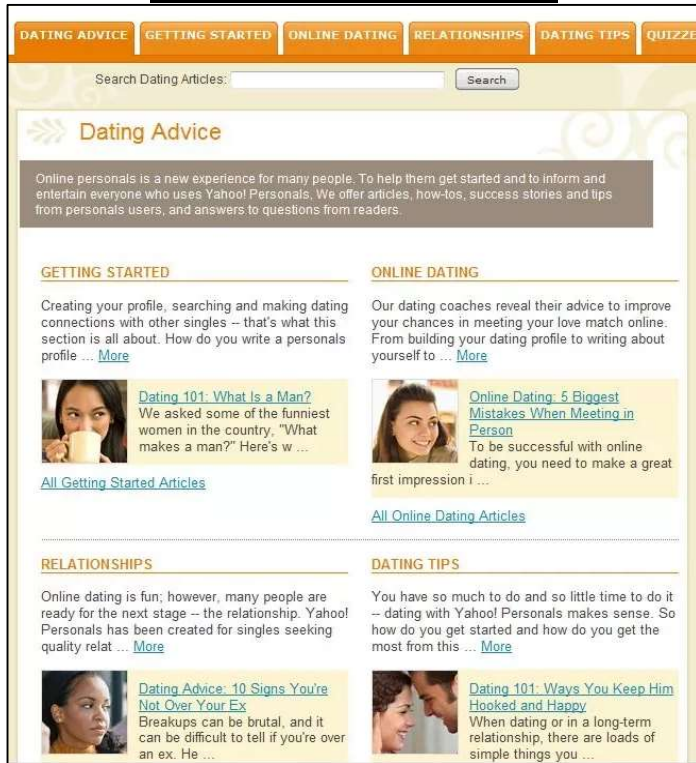 DATING ADVICE GETTING STARTED ONLINE DATING RELATIONSHIPS DATING TIPS
Search Dating Articles: Search
Dating Advice
Online personals is a new experience for many people. To help them get started and to inform and
entertain everyone who uses Yahoo! Personals, We offer articles, how-tos, success stories and tips
from personals users, and answers to questions from readers.
GETTING STARTED
Creating your profile, searching and making dating
connections with other singles -- that's what this
section is all about. How do you write a personals
profile ... More
Dating 101: What Is a Man?
We asked some of the funniest
women in the country, "What
makes a man?" Here's w ...
All Getting Started Articles
ONLINE DATING
Our dating coaches reveal their advice to improve
your chances in meeting your love match online.
From building your dating profile to writing about
yourself to ... More
Online Dating: 5 Biggest
Mistakes When Meeting in
Person
To be successful with online
dating, you need to make a great
first impression i ...
All Online Dating Articles
RELATIONSHIPS
Online dating is fun; however, many people are
ready for the next stage -- the relationship. Yahoo!
Personals has been created for singles seeking
quality relat ... More
Dating Advice: 10 Signs You're
Not Over Your Ex
Breakups can be brutal, and it
can be difficult to tell if you're over
an ex. He ...
DATING TIPS
You have so much to do and so little time to do it
-- dating with Yahoo! Personals makes sense. So
how do you get started and how do you get the
most from this ... More
Dating 101: Ways You Keep Him
Hooked and Happy
When dating or in a long-term
relationship, there are loads of
simple things you ...